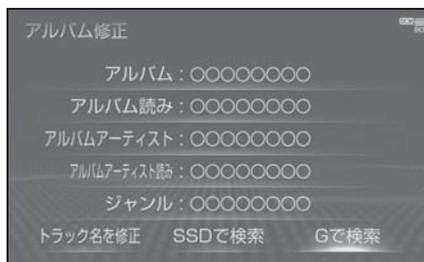 アルバム修正
アルバム：○○○○○○○○
アルバム読み：○○○○○○○○
アルバムアーティスト：○○○○○○○○
アルバムアーティスト読み：○○○○○○○○
ジャンル：○○○○○○○○
トラック名を修正 SSDで検索 Gで検索